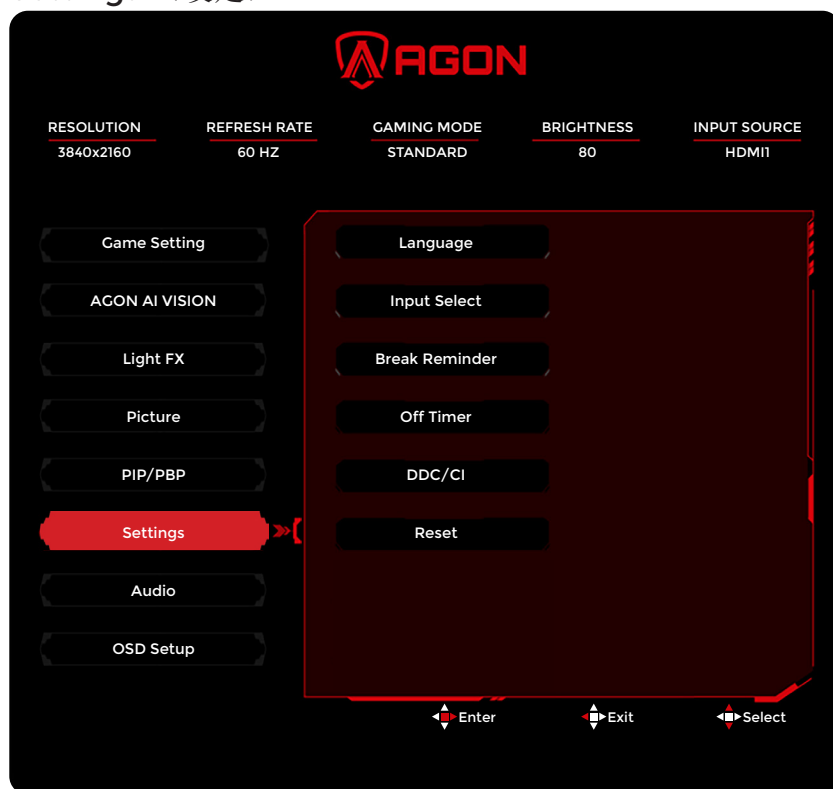 AGON
RESOLUTION REFRESH RATE GAMING MODE BRIGHTNESS INPUT SOURCE
3840x2160 60 HZ STANDARD 80 HDMI1
Game Setting Language
AGON AI VISION Input Select
Light FX Break Reminder
Picture Off Timer
PIP/PBP DDC/CI
Settings Reset
Audio
OSD Setup
Enter Exit Select